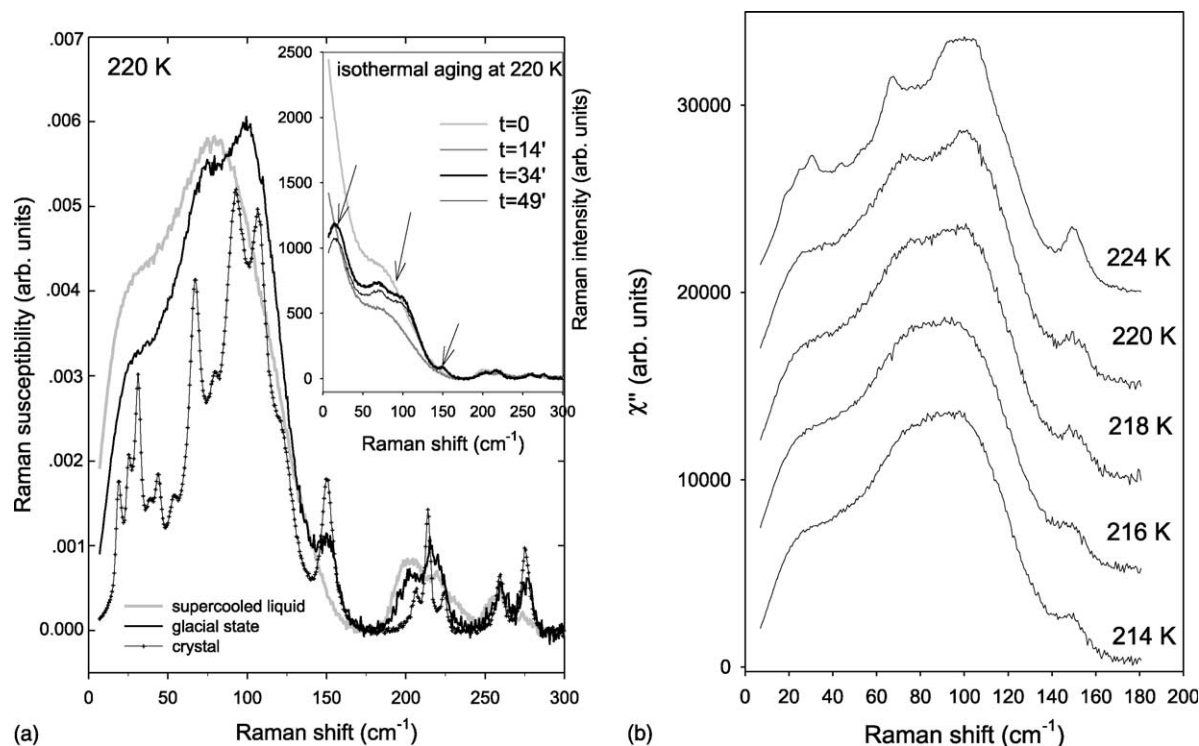 220 K
isothermal aging at 220 K
t=0
t=14'
t=34'
t=49'
2500
2000
1500
1000
500
0
0 50 100 150 200 250 300
Raman shift (cm-1)
Raman intensity (arb. units)
.007
.006
.005
.004
.003
.002
.001
0.000
Raman susceptibility (arb. units)
supercooled liquid
glacial state
crystal
0 50 100 150 200 250 300
Raman shift (cm-1)
(a)
30000
20000
10000
0
χ" (arb. units)
224 K
220 K
218 K
216 K
214 K
0 20 40 60 80 100 120 140 160 180 200
Raman shift (cm-1)
(b)